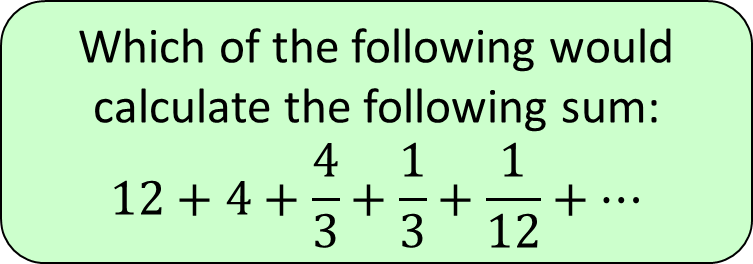 Which of the following would
calculate the following sum:
12 + 4 + 4/3 + 1/3 + 1/12 + ⋯